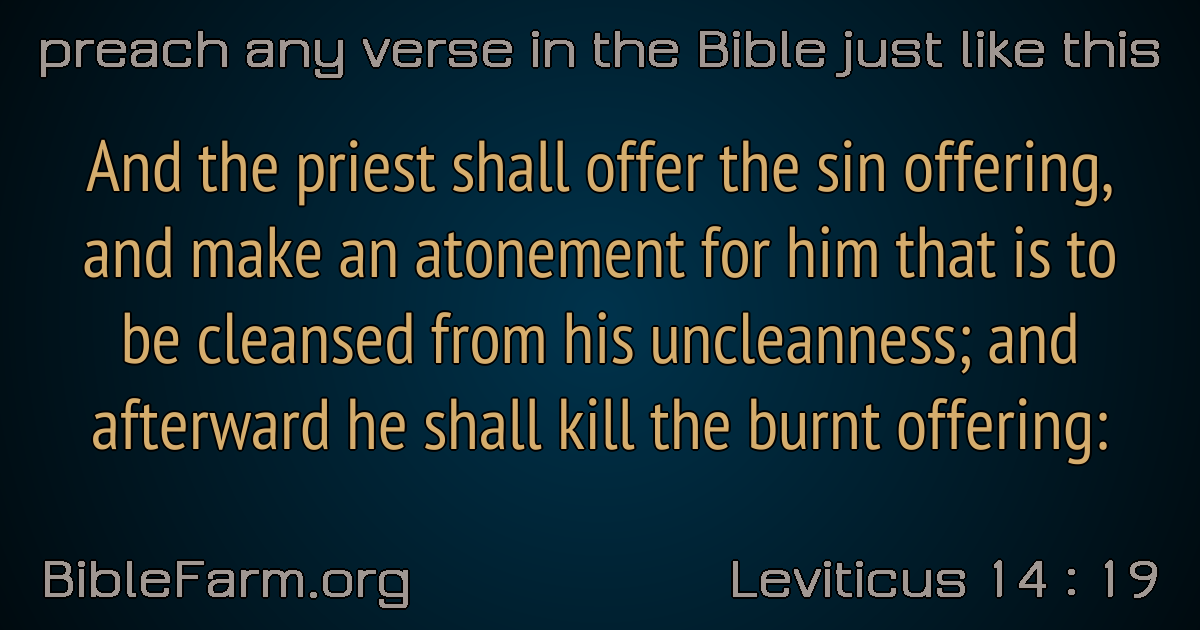 preach any verse in the Bible just like this
And the priest shall offer the sin offering,
and make an atonement for him that is to
be cleansed from his uncleanness; and
afterward he shall kill the burnt offering:
BibleFarm.org
Leviticus 14 : 19